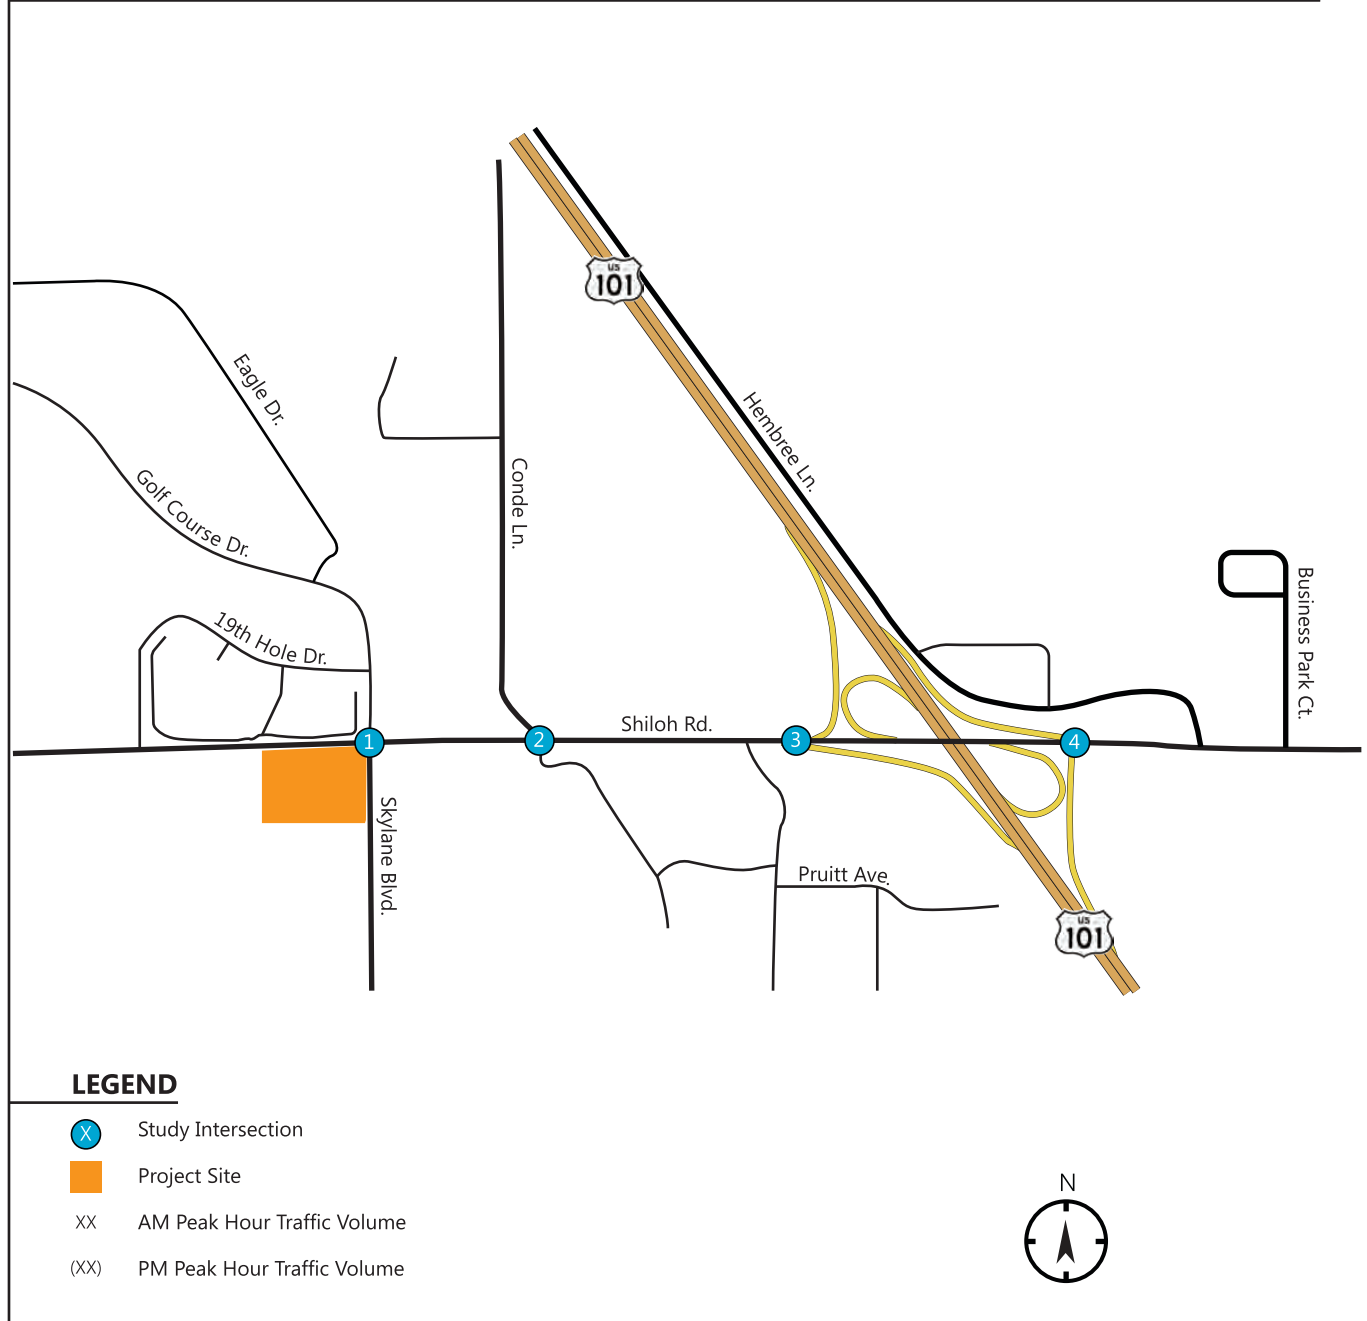 US
101
Eagle Dr.
Hembree Ln.
Conde Ln.
Golf Course Dr.
Business Park Ct.
19th Hole Dr.
Shiloh Rd.
1
2
3
4
Skylane Blvd.
Pruitt Ave.
US
101
LEGEND
X Study Intersection
Project Site
XX AM Peak Hour Traffic Volume
(XX) PM Peak Hour Traffic Volume
N